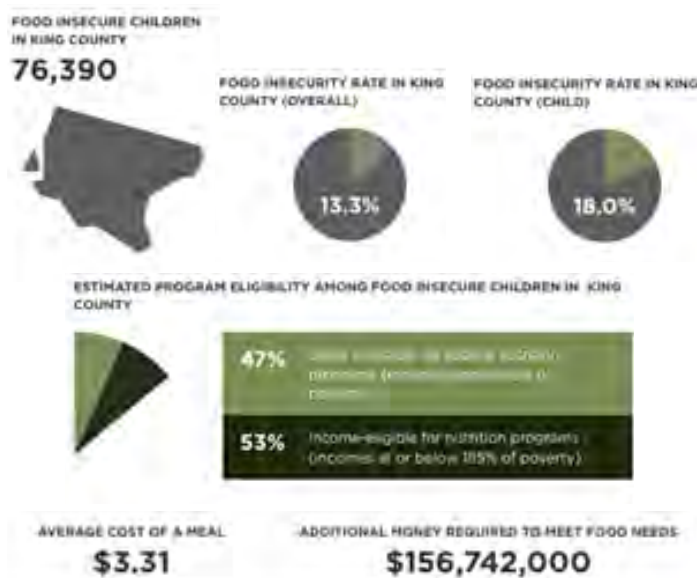 FOOD INSECURE CHILDREN
IN KING COUNTY
76,390
FOOD INSECURITY RATE IN KING
COUNTY (OVERALL)
13.3%
FOOD INSECURITY RATE IN KING
COUNTY (CHILD)
18.0%
ESTIMATED PROGRAM ELIGIBILITY AMONG FOOD INSECURE CHILDREN IN KING
COUNTY
47%
53% Income-eligible for nutrition programs
(incomes at or below 185% of poverty)
AVERAGE COST OF A MEAL
$3.31
ADDITIONAL MONEY REQUIRED TO MEET FOOD NEEDS
$156,742,000